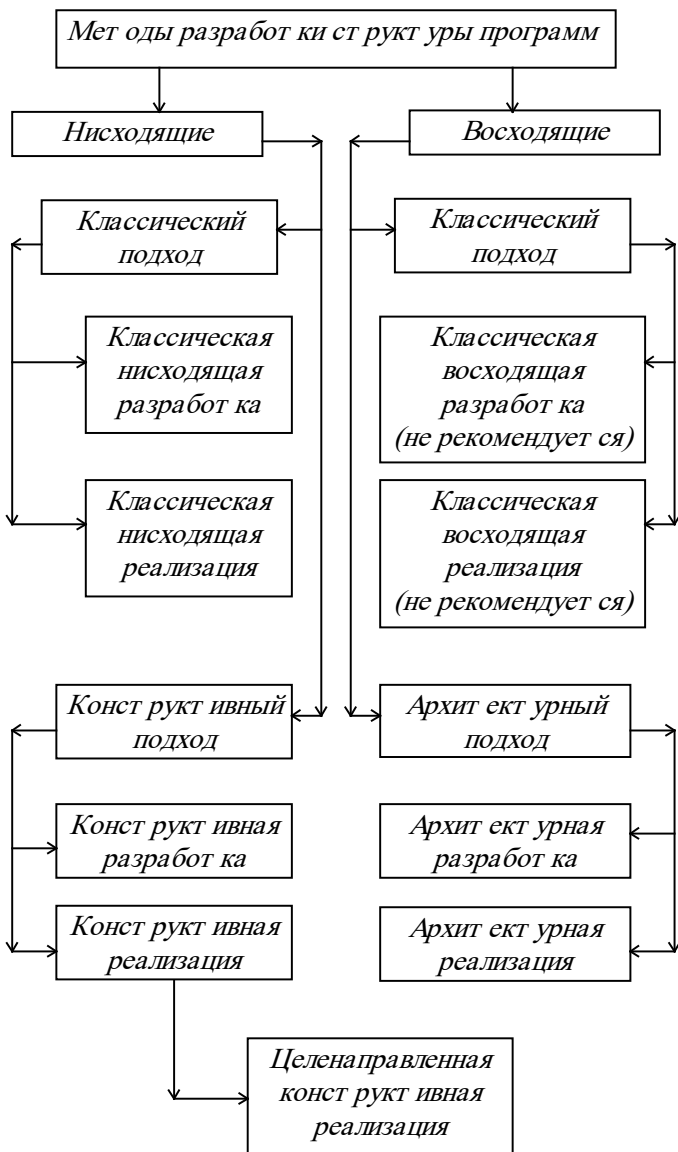 Мет оды разработ ки ст рукт уры программ
Нисходящие
Восходящие
Классический
подход
Классический
подход
Классическая
нисходящая
разработ ка
Классическая
восходящая
разработ ка
(не рекомендует ся)
Классическая
нисходящая
реализация
Классическая
восходящая
реализация
(не рекомендует ся)
Конст рукт ивный
подход
Архит ект урный
подход
Конст рукт ивная
разработ ка
Архит ект урная
разработ ка
Конст рукт ивная
реализация
Архит ект урная
реализация
Целенаправленная
конст рукт ивная
реализация